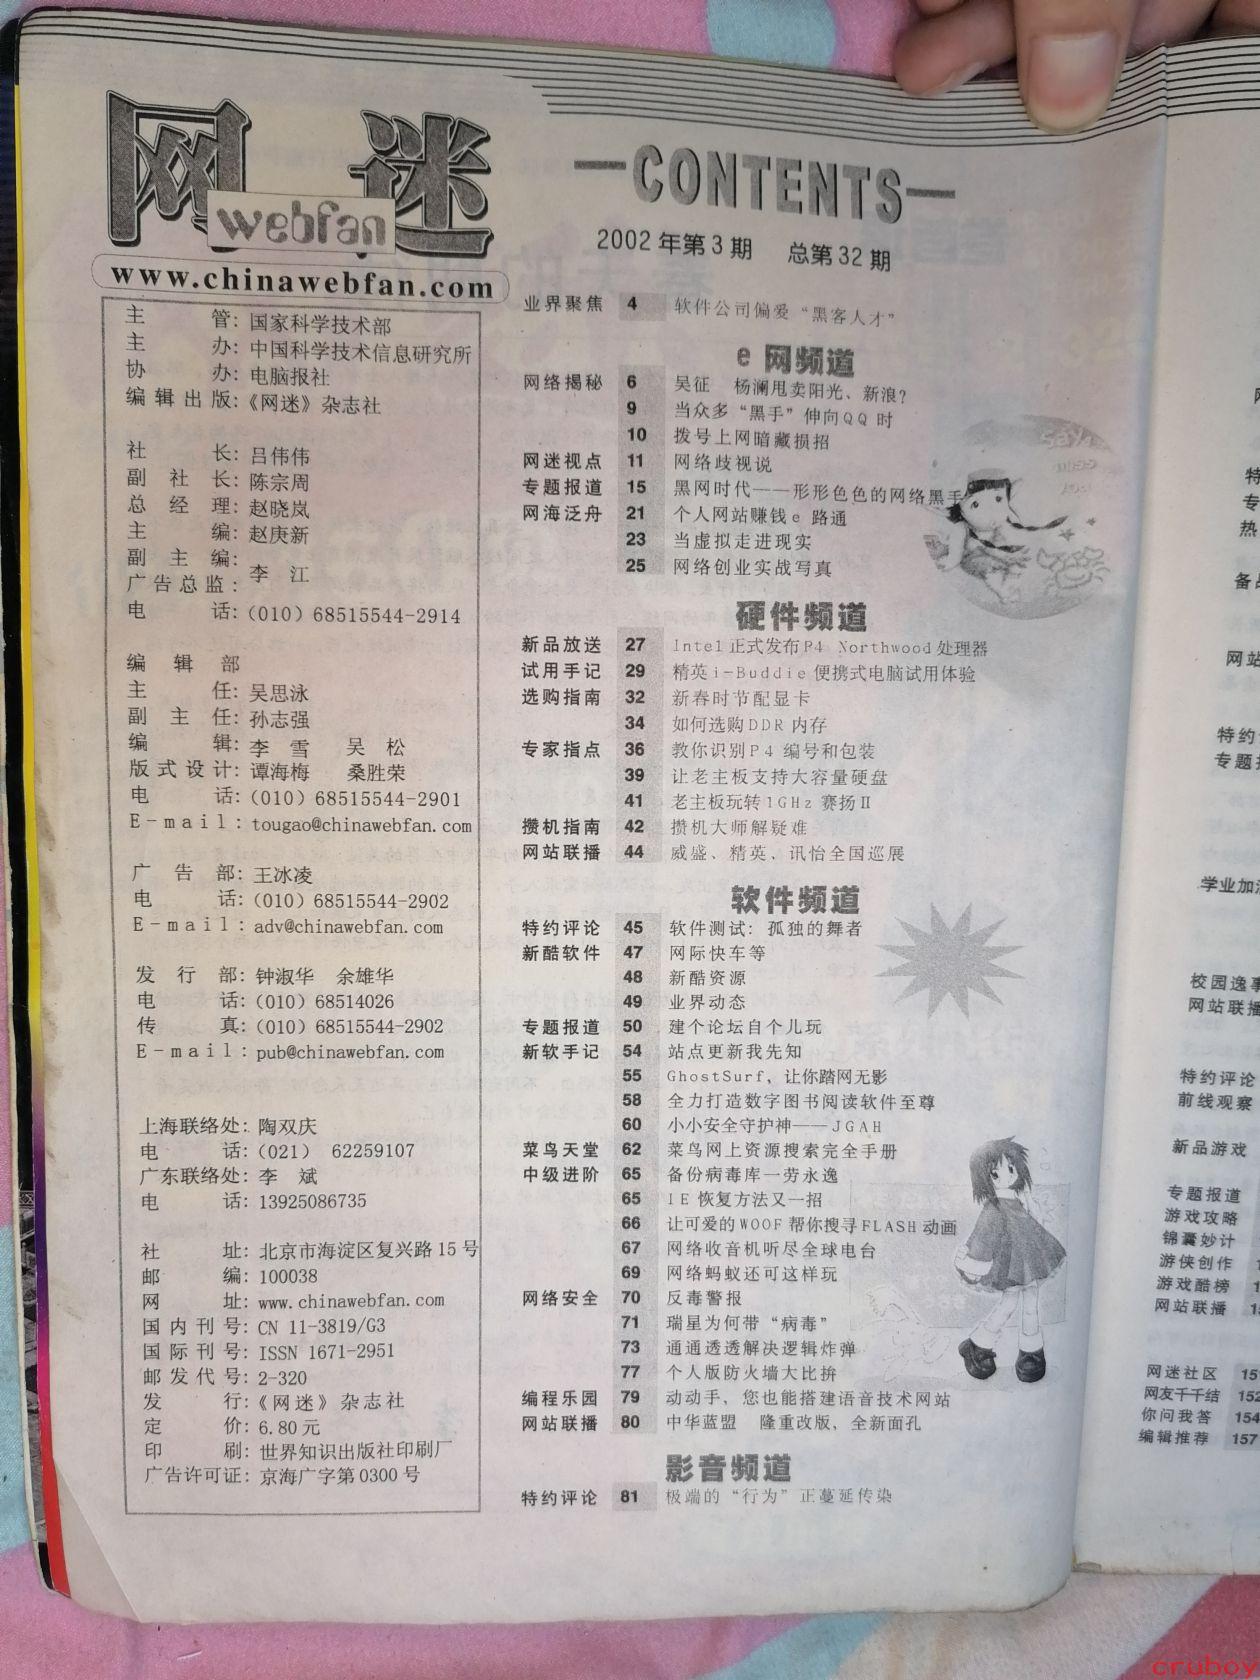 网迷
webfan
www.chinawebfan.com
主管：国家科学技术部
主办：中国科学技术信息研究所
协办：电脑报社
编辑出版：《网迷》杂志社
社长：吕伟伟
副社长：陈宗周
总经理：赵晓岚
主编：赵庚新
副主编：
李 江
广告总监：
电话：（010）68515544-2914
编辑部
主任：吴思泳
副主任：孙志强
编辑：李 雪 吴 松
版式设计：谭海梅 桑胜荣
电话：（010）68515544-2901
E-mail：tougao@chinawebfan.com
广告部：王冰凌
电话：（010）68515544-2902
E-mail：adv@chinawebfan.com
发行部：钟淑华 余雄华
电话：（010）68514026
传真：（010）68515544-2902
E-mail：pub@chinawebfan.com
上海联络处：陶双庆
电话：（021） 62259107
广东联络处：李 斌
电话：13925086735
社址：北京市海淀区复兴路15号
邮编：100038
网址：www.chinawebfan.com
国内刊号：CN 11-3819/G3
国际刊号：ISSN 1671-2951
邮发代号：2-320
发行：《网迷》杂志社
定价：6.80元
印刷：世界知识出版社印刷厂
广告许可证：京海广字第0300号
—CONTENTS—
2002年第3期 总第32期
业界聚焦 4 软件公司偏爱“黑客人才”
e 网频道
网络揭秘 6 吴征 杨澜甩卖阳光、新浪？
9 当众多“黑手”伸向QQ时
10 拨号上网暗藏损招
网迷视点 11 网络歧视说
专题报道 15 黑网时代——形形色色的网络黑手
网海泛舟 21 个人网站赚钱e路通
23 当虚拟走进现实
25 网络创业实战写真
硬件频道
新品放送 27 Intel正式发布P4 Northwood处理器
试用手记 29 精英i-Buddie便携式电脑试用体验
选购指南 32 新春时节配显卡
34 如何选购DDR内存
专家指点 36 教你识别P4编号和包装
39 让老主板支持大容量硬盘
41 老主板玩转1GHz赛扬Ⅱ
攒机指南 42 攒机大师解疑难
网站联播 44 威盛、精英、讯怡全国巡展
软件频道
特约评论 45 软件测试：孤独的舞者
新酷软件 47 网际快车等
48 新酷资源
49 业界动态
专题报道 50 建个论坛自个儿玩
新软手记 54 站点更新我先知
55 GhostSurf，让你踏网无影
58 全力打造数字图书阅读软件至尊
60 小小安全守护神——JGAH
菜鸟天堂 62 菜鸟网上资源搜索完全手册
中级进阶 65 备份病毒库一劳永逸
65 IE恢复方法又一招
66 让可爱的WOOF帮你搜寻FLASH动画
67 网络收音机听尽全球电台
69 网络蚂蚁还可这样玩
网络安全 70 反毒警报
71 瑞星为何带“病毒”
73 通通透透解决逻辑炸弹
77 个人版防火墙大比拚
编程乐园 79 动动手，您也能搭建语音技术网站
网站联播 80 中华蓝盟 隆重改版，全新面孔
影音频道
特约评论 81 极端的“行为”正蔓延传染
特约
专题
学业加
校园逸事
网站联播
特约评论
前线观察
新品游戏
专题报道
游戏攻略
锦囊妙计
游侠创作
游戏酷榜
网站联播
网迷社区 151
网友千千结 152
你问我答 154
编辑推荐 157
cruboy